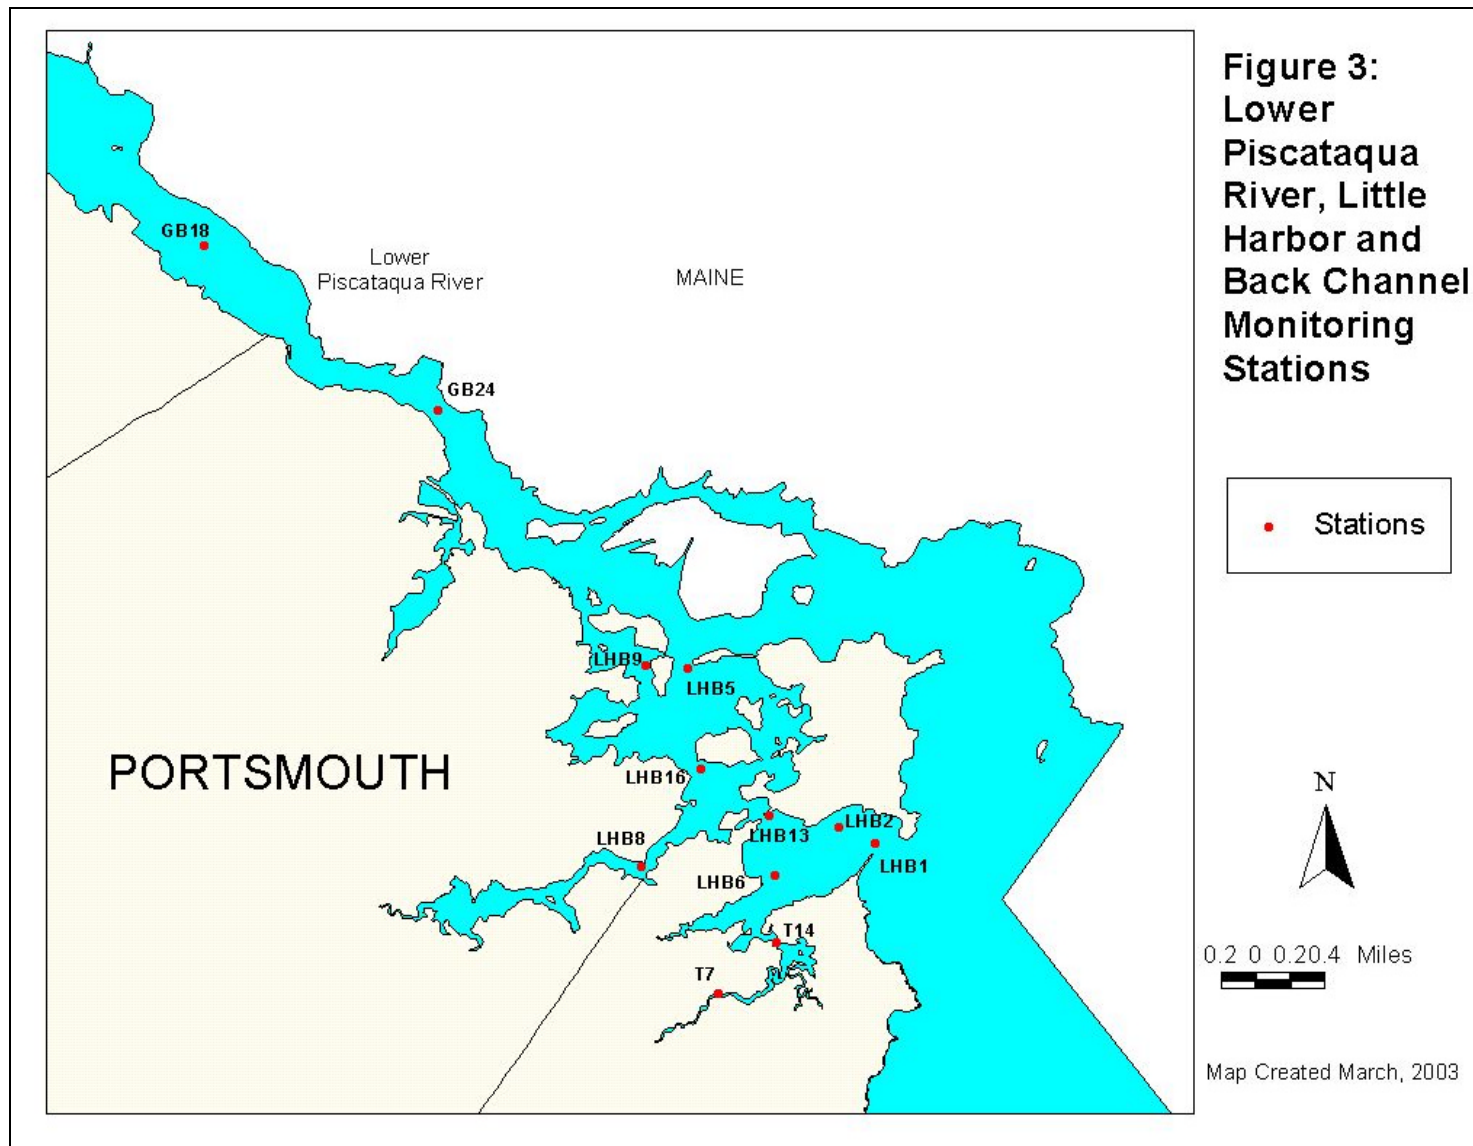 Figure 3:
Lower
Piscataqua
River, Little
Harbor and
Back Channel
Monitoring
Stations
GB18
Lower
Piscataqua River
MAINE
GB24
Stations
LHB9
LHB5
PORTSMOUTH
LHB16
LHB13
LHB2
LHB8
LHB1
LHB6
T14
T7
N
0.2 0 0.20.4 Miles
Map Created March, 2003